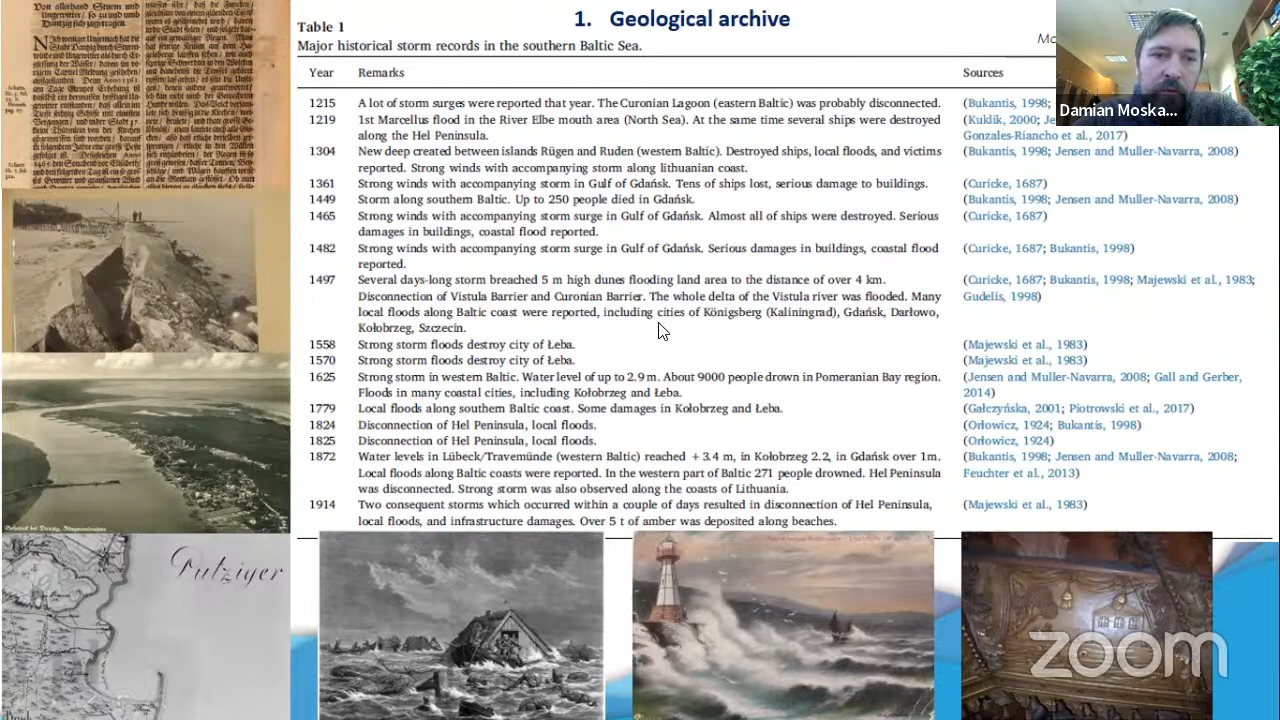 1. Geological archive
Table 1
Major historical storm records in the southern Baltic Sea.
Year Remarks Sources
1215 A lot of storm surges were reported that year. The Curonian Lagoon (eastern Baltic) was probably disconnected. (Bukantis, 1998;
1219 1st Marcellus flood in the River Elbe mouth area (North Sea). At the same time several ships were destroyed (Kuklik, 2000;
along the Hel Peninsula. Gonzales-Riancho et al., 2017)
1304 New deep created between islands Rügen and Ruden (western Baltic). Destroyed ships, local floods, and victims (Bukantis, 1998; Jensen and Muller-Navarra, 2008)
reported. Strong winds with accompanying storm along lithuanian coast.
1361 Strong winds with accompanying storm in Gulf of Gdańsk. Tens of ships lost, serious damage to buildings. (Curicke, 1687)
1449 Storm along southern Baltic. Up to 250 people died in Gdańsk. (Bukantis, 1998; Jensen and Muller-Navarra, 2008)
1465 Strong winds with accompanying storm surge in Gulf of Gdańsk. Almost all of ships were destroyed. Serious (Curicke, 1687)
damages in buildings, coastal flood reported.
1482 Strong winds with accompanying storm surge in Gulf of Gdańsk. Serious damages in buildings, coastal flood (Curicke, 1687; Bukantis, 1998)
reported.
1497 Several days-long storm breached 5 m high dunes flooding land area to the distance of over 4 km. (Curicke, 1687; Bukantis, 1998; Majewski et al., 1983;
Disconnection of Vistula Barrier and Curonian Barrier. The whole delta of the Vistula river was flooded. Many Gudelis, 1998)
local floods along Baltic coast were reported, including cities of Königsberg (Kaliningrad), Gdańsk, Darłowo,
Kołobrzeg, Szczecin.
1558 Strong storm floods destroy city of Łeba. (Majewski et al., 1983)
1570 Strong storm floods destroy city of Łeba. (Majewski et al., 1983)
1625 Strong storm in western Baltic. Water level of up to 2.9 m. About 9000 people drown in Pomeranian Bay region. (Jensen and Muller-Navarra, 2008; Gall and Gerber,
Floods in many coastal cities, including Kołobrzeg and Łeba. 2014)
1779 Local floods along southern Baltic coast. Some damages in Kołobrzeg and Łeba. (Gałczyńska, 2001; Piotrowski et al., 2017)
1824 Disconnection of Hel Peninsula, local floods. (Orłowicz, 1924; Bukantis, 1998)
1825 Disconnection of Hel Peninsula, local floods. (Orłowicz, 1924)
1872 Water levels in Lübeck/Travemünde (western Baltic) reached +3.4 m, in Kołobrzeg 2.2, in Gdańsk over 1m. (Bukantis, 1998; Jensen and Muller-Navarra, 2008;
Local floods along Baltic coasts were reported. In the western part of Baltic 271 people drowned. Hel Peninsula Feuchter et al., 2013)
was disconnected. Strong storm was also observed along the coasts of Lithuania.
1914 Two consequent storms which occurred within a couple of days resulted in disconnection of Hel Peninsula, (Majewski et al., 1983)
local floods, and infrastructure damages. Over 5 t of amber was deposited along beaches.
Damian Moska...
Putziger
zoom